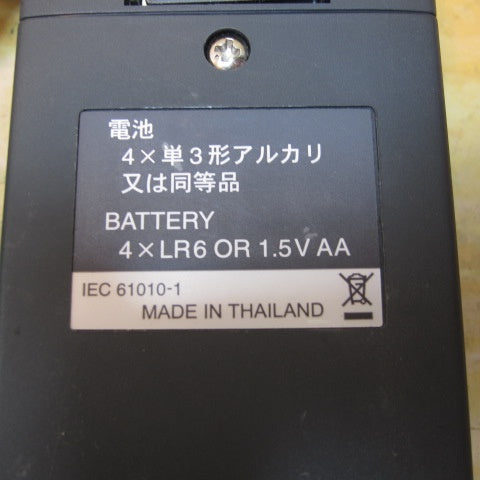 電池
4×単3形アルカリ
又は同等品
BATTERY
4×LR6 OR 1.5V AA
IEC 61010-1
MADE IN THAILAND